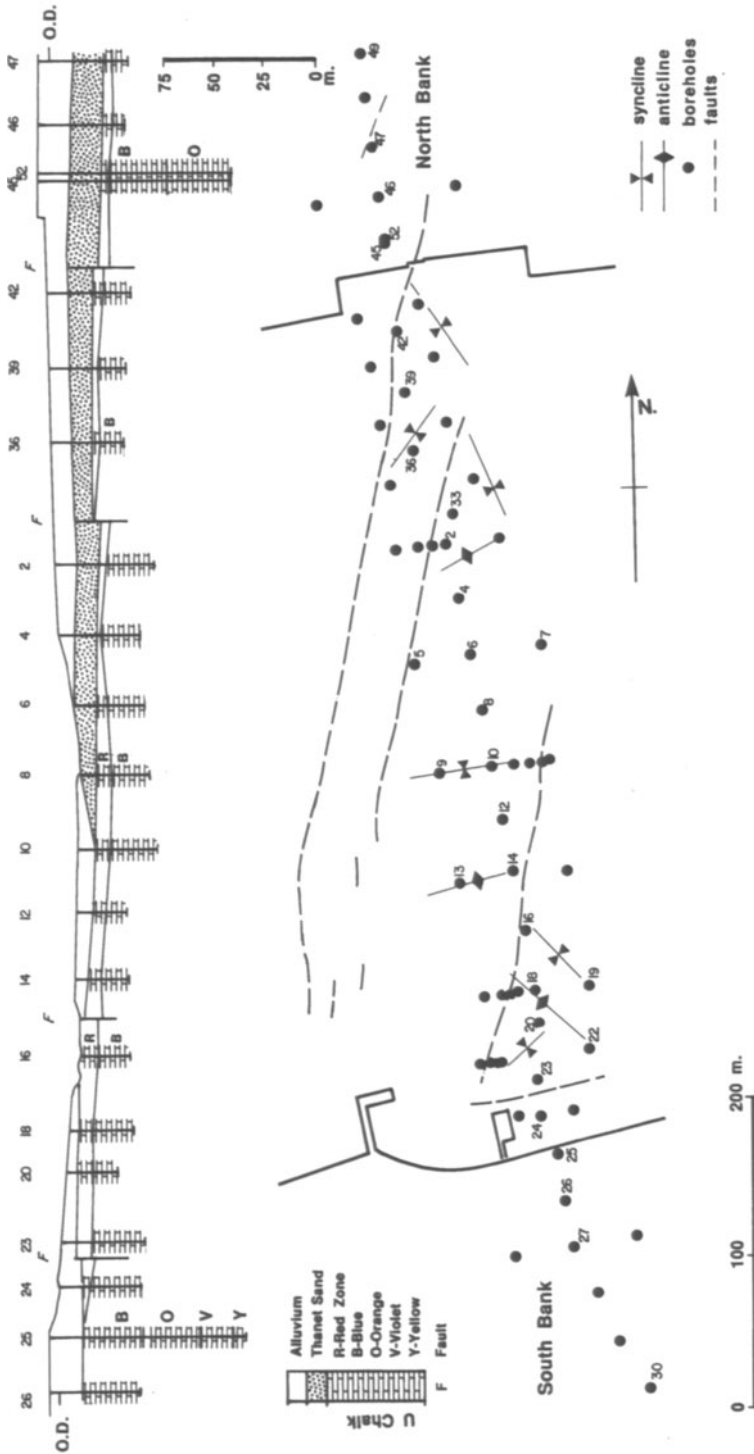 26 25 24 F 23 20 18 16 F 14 12 10 8 6 4 2 F 36 39 42 F 45 52 46 47
O.D.
O.D.
B O V Y
R B
R B
B
B O
75
50
25
0
m.
Alluvium
Thanet Sand
R-Red Zone
B-Blue
O-Orange
V-Violet
Y-Yellow
F Fault
U Chalk
North Bank
49
47
46
45
52
42
39
36
33
2
4
5
6
7
8
9
10
12
13
14
16
18
19
20
22
23
24
25
26
27
30
South Bank
N.
syncline
anticline
boreholes
faults
0
200 m.